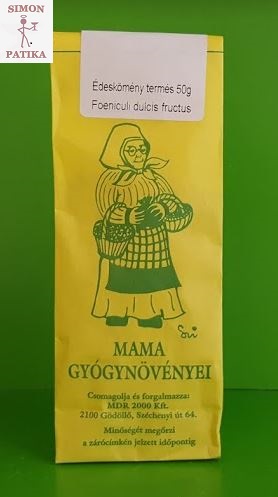 SIMON
PATIKA
Édeskömény termés 50g
Foeniculi dulcis fructus
MAMA
GYÓGYNÖVÉNYEI
Csomagolja és forgalmazza:
MDR 2000 Kft.
2100 Gödöllő, Széchenyi út 64.
Minőségét megőrzi
a zárócímkén jelzett időpontig